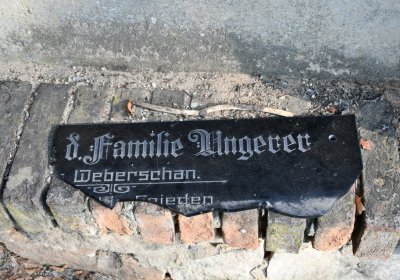 d. Familie Ungerer
Weberschan.
Frieden